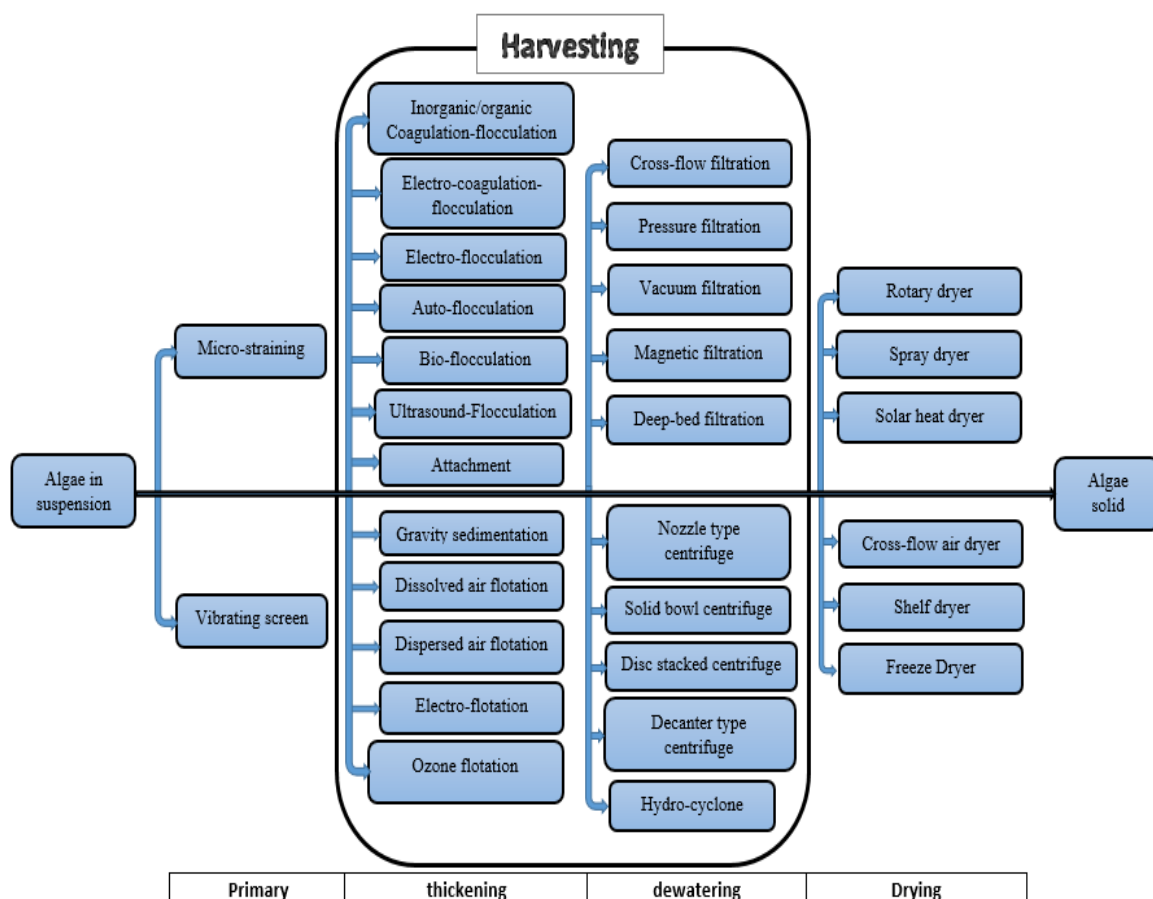 Harvesting
Algae in
suspension
Micro-straining
Vibrating screen
Inorganic/organic
Coagulation-flocculation
Electro-coagulation-
flocculation
Electro-flocculation
Auto-flocculation
Bio-flocculation
Ultrasound-Flocculation
Attachment
Gravity sedimentation
Dissolved air flotation
Dispersed air flotation
Electro-flotation
Ozone flotation
Cross-flow filtration
Pressure filtration
Vacuum filtration
Magnetic filtration
Deep-bed filtration
Nozzle type
centrifuge
Solid bowl centrifuge
Disc stacked centrifuge
Decanter type
centrifuge
Hydro-cyclone
Rotary dryer
Spray dryer
Solar heat dryer
Cross-flow air dryer
Shelf dryer
Freeze Dryer
Algae
solid
Primary thickening dewatering Drying